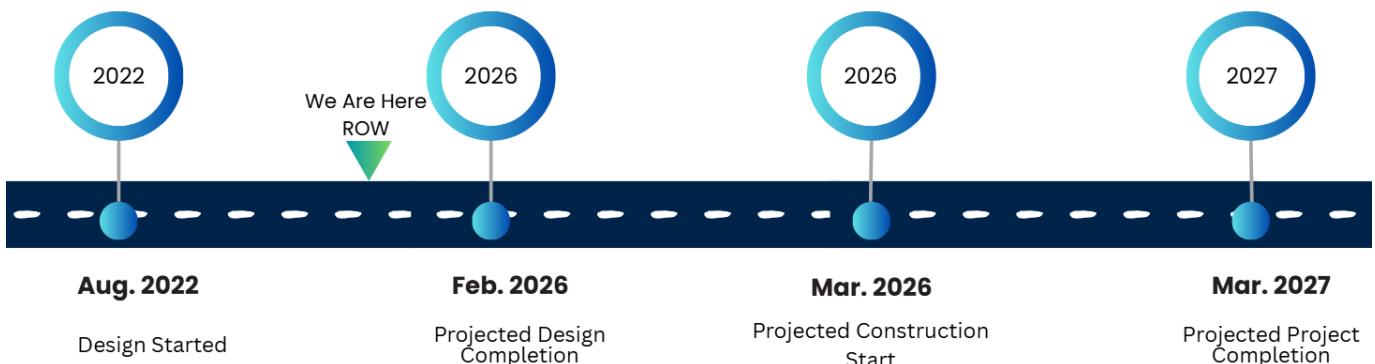 2022
2026
2026
2027
We Are Here
ROW
Aug. 2022
Feb. 2026
Mar. 2026
Mar. 2027
Design Started
Projected Design
Completion
Projected Construction
Start
Projected Project
Completion